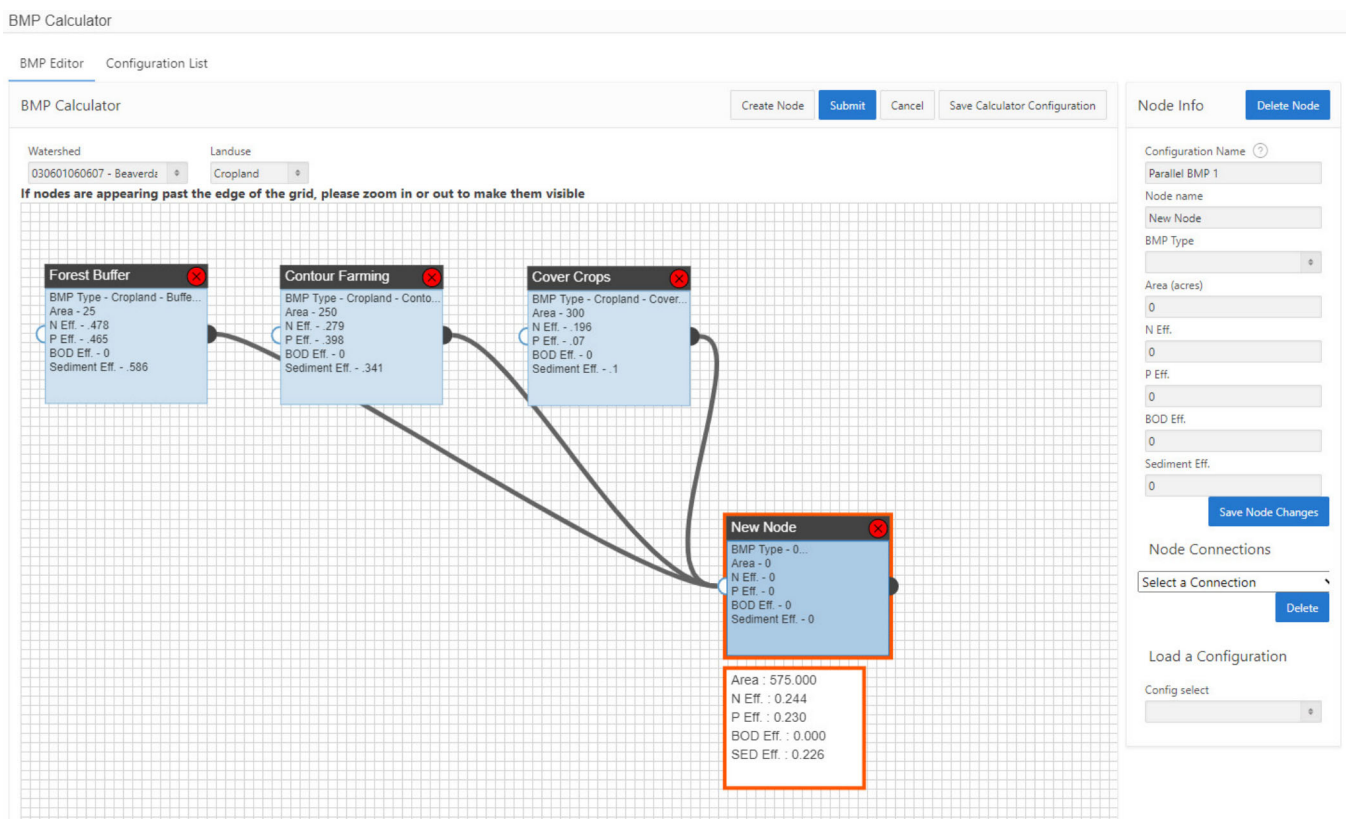 BMP Calculator
BMP Editor Configuration List
BMP Calculator
Create Node Submit Cancel Save Calculator Configuration
Watershed Landuse
030601060607 - Beaverda Cropland
If nodes are appearing past the edge of the grid, please zoom in or out to make them visible
Forest Buffer
BMP Type - Cropland - Buffe...
Area - 25
N Eff. - .478
P Eff. - .465
BOD Eff. - 0
Sediment Eff. - .586
Contour Farming
BMP Type - Cropland - Conto...
Area - 250
N Eff. - .279
P Eff. - .398
BOD Eff. - 0
Sediment Eff. - .341
Cover Crops
BMP Type - Cropland - Cover...
Area - 300
N Eff. - .196
P Eff. - .07
BOD Eff. - 0
Sediment Eff. - .1
New Node
BMP Type - 0...
Area - 0
N Eff. - 0
P Eff. - 0
BOD Eff. - 0
Sediment Eff. - 0
Area : 575.000
N Eff. : 0.244
P Eff. : 0.230
BOD Eff. : 0.000
SED Eff. : 0.226
Node Info Delete Node
Configuration Name ?
Parallel BMP 1
Node name
New Node
BMP Type
Area (acres)
0
N Eff.
0
P Eff.
0
BOD Eff.
0
Sediment Eff.
0
Save Node Changes
Node Connections
Select a Connection
Delete
Load a Configuration
Config select